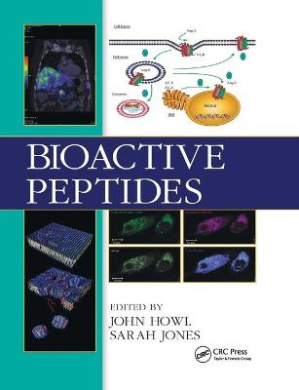 BIOACTIVE
PEPTIDES
EDITED BY
JOHN HOWL
SARAH JONES
CRC Press
Taylor & Francis Group